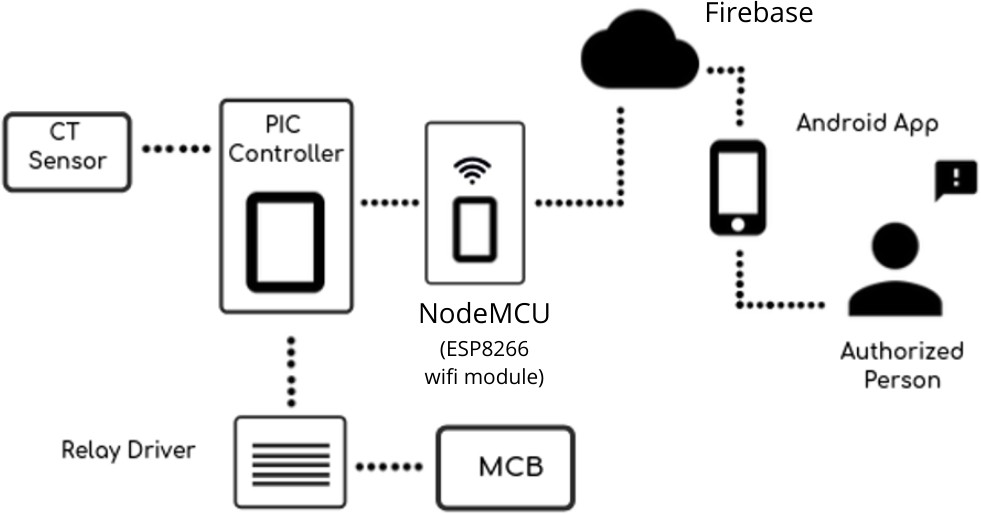 Firebase
CT
Sensor
PIC
Controller
Android App
!
NodeMCU
(ESP8266
wifi module)
Authorized
Person
Relay Driver
MCB